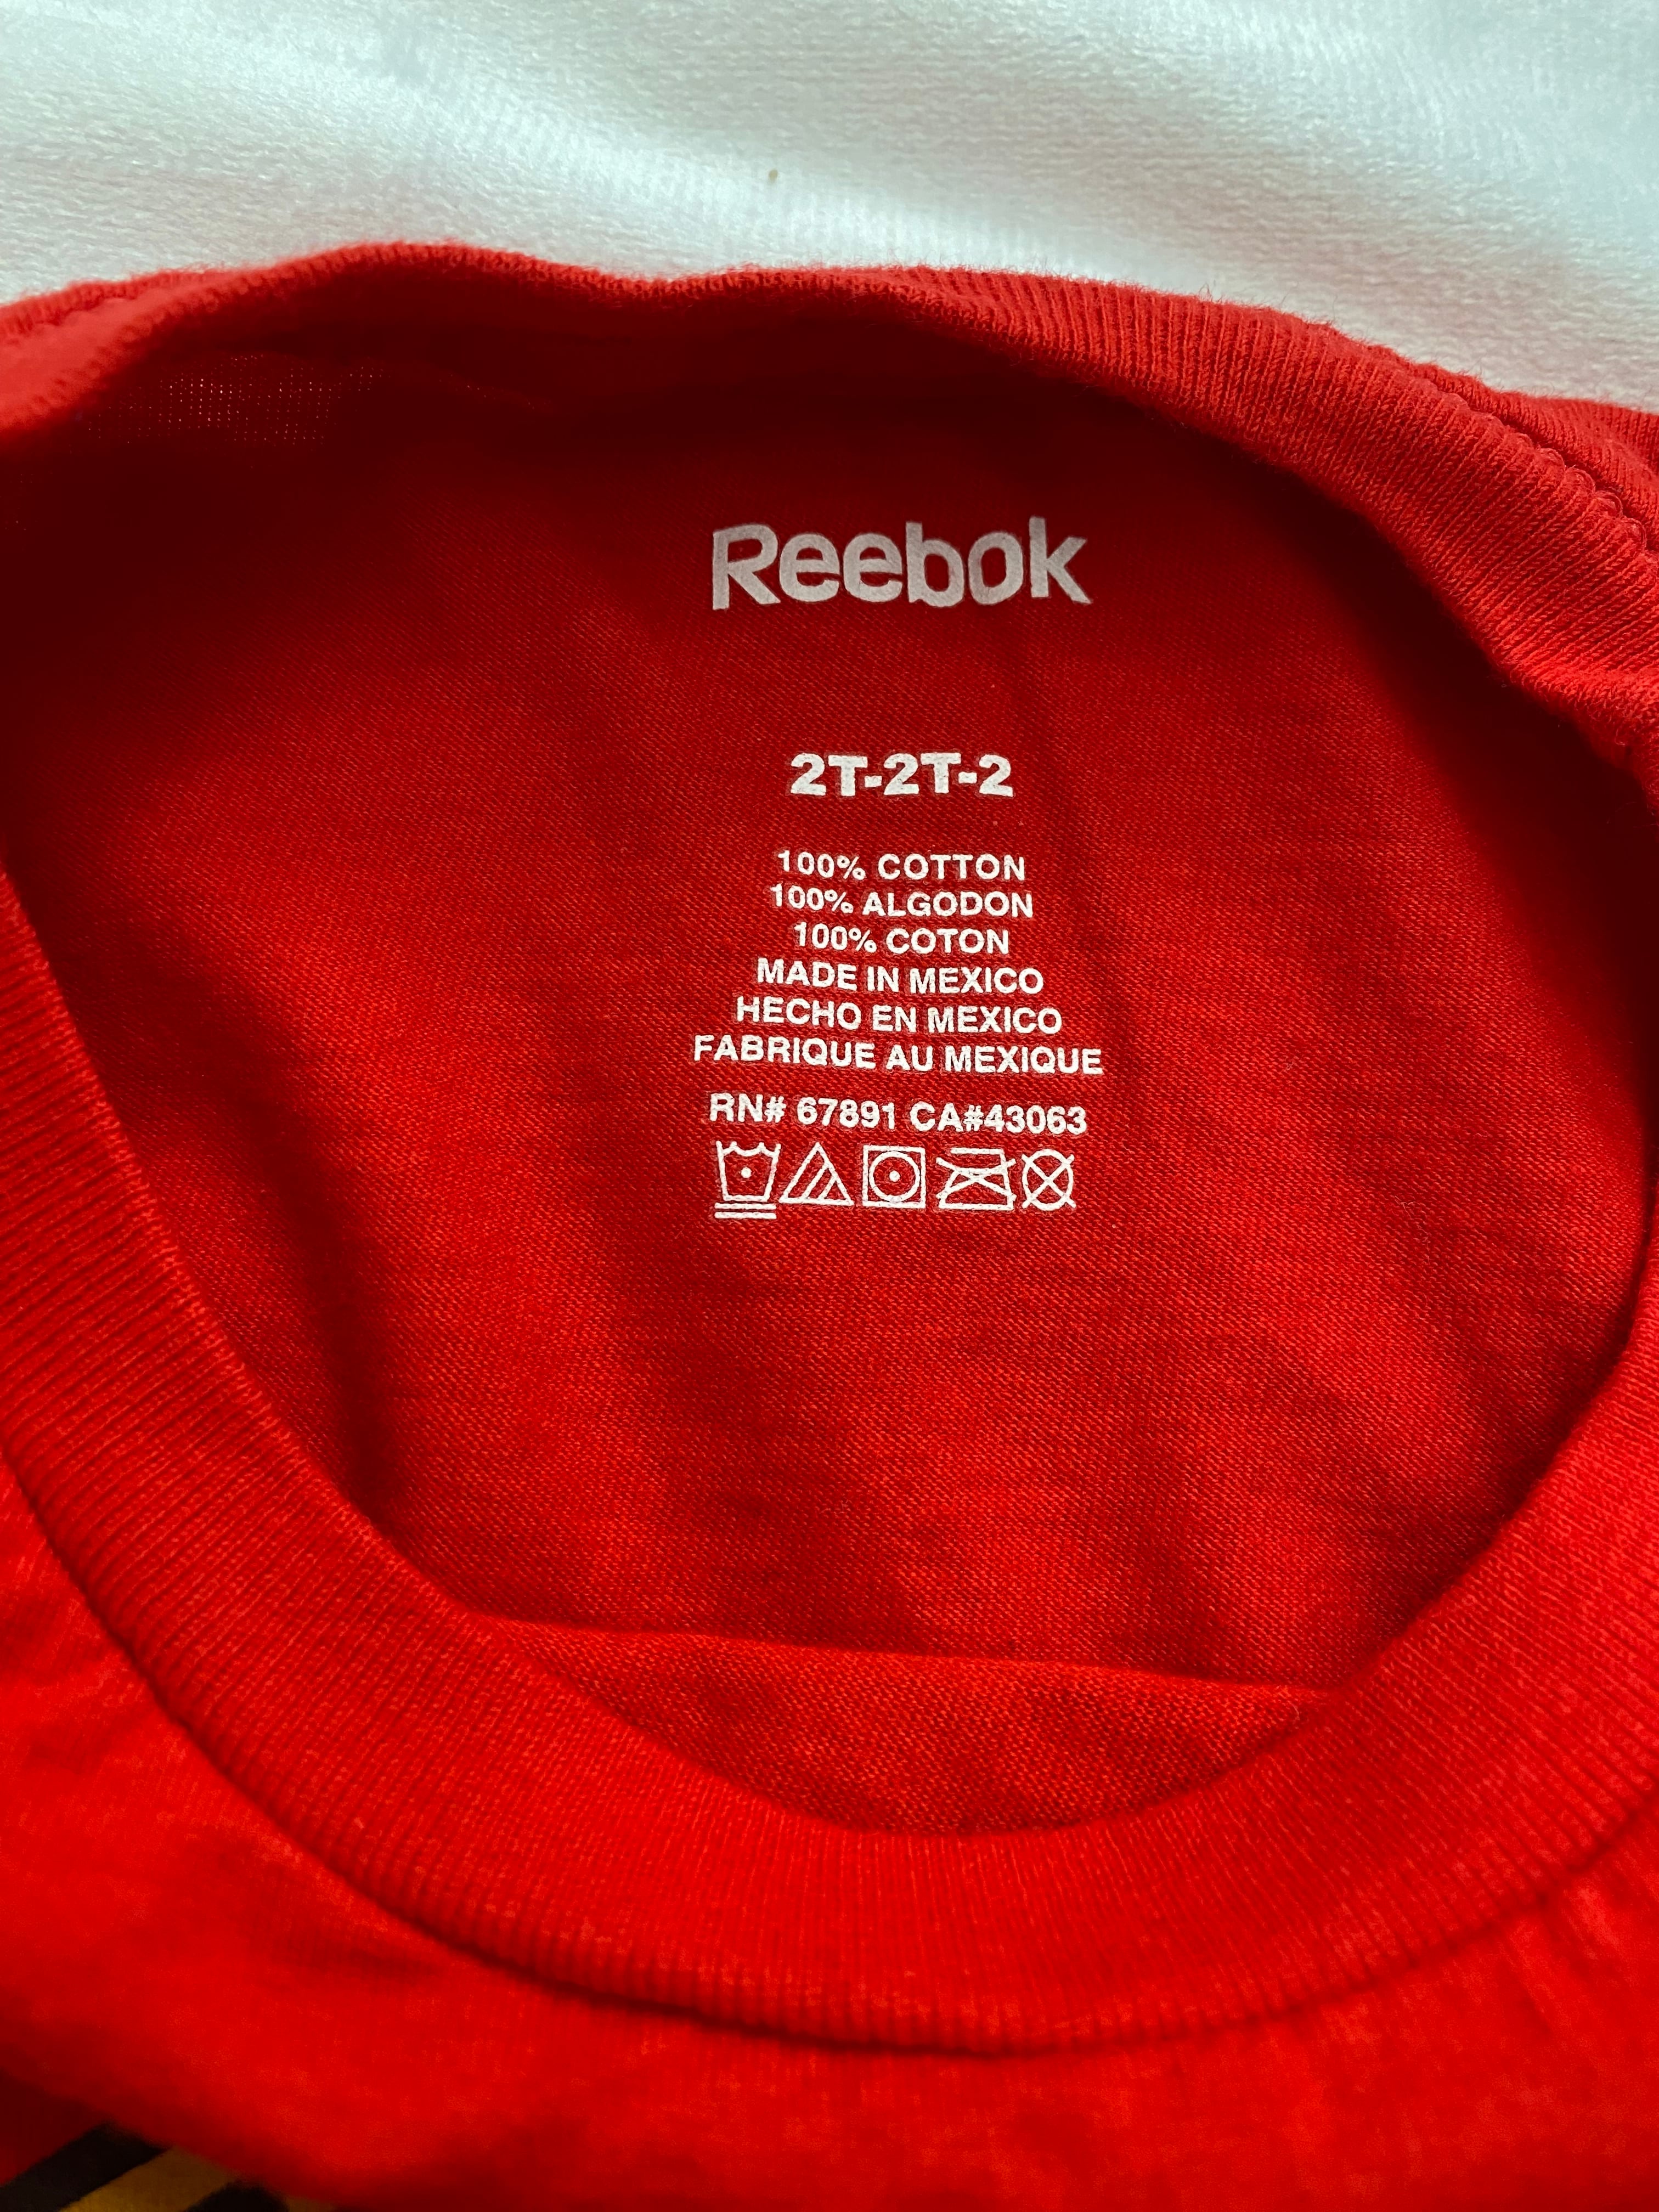 Reebok
2T-2T-2
100% COTTON
100% ALGODON
100% COTON
MADE IN MEXICO
HECHO EN MEXICO
FABRIQUE AU MEXIQUE
RN# 67891 CA#43063